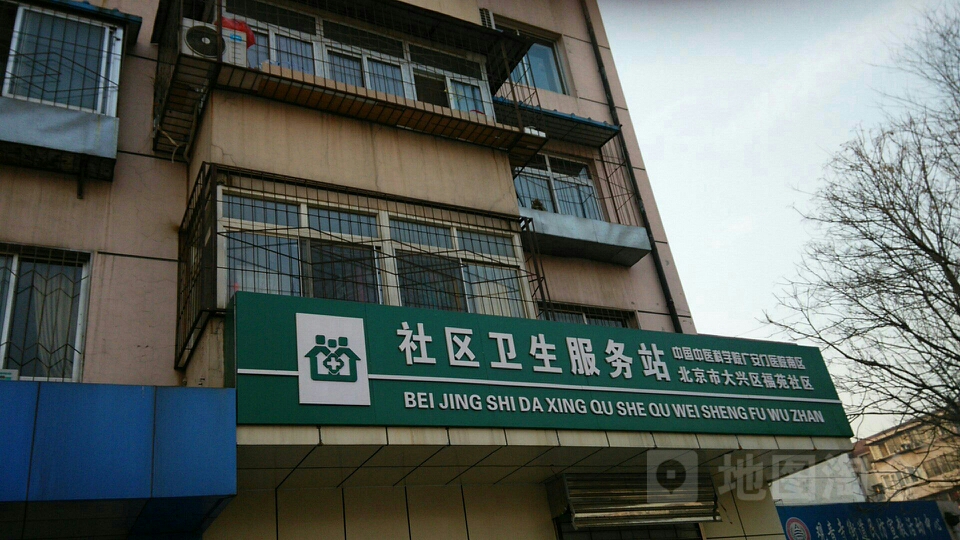 社区卫生服务站
中国中医科学院广安门医院南区
北京市大兴区福苑社区
BEI JING SHI DA XING QU SHE QU WEI SHENG FU WU ZHAN
地图淘